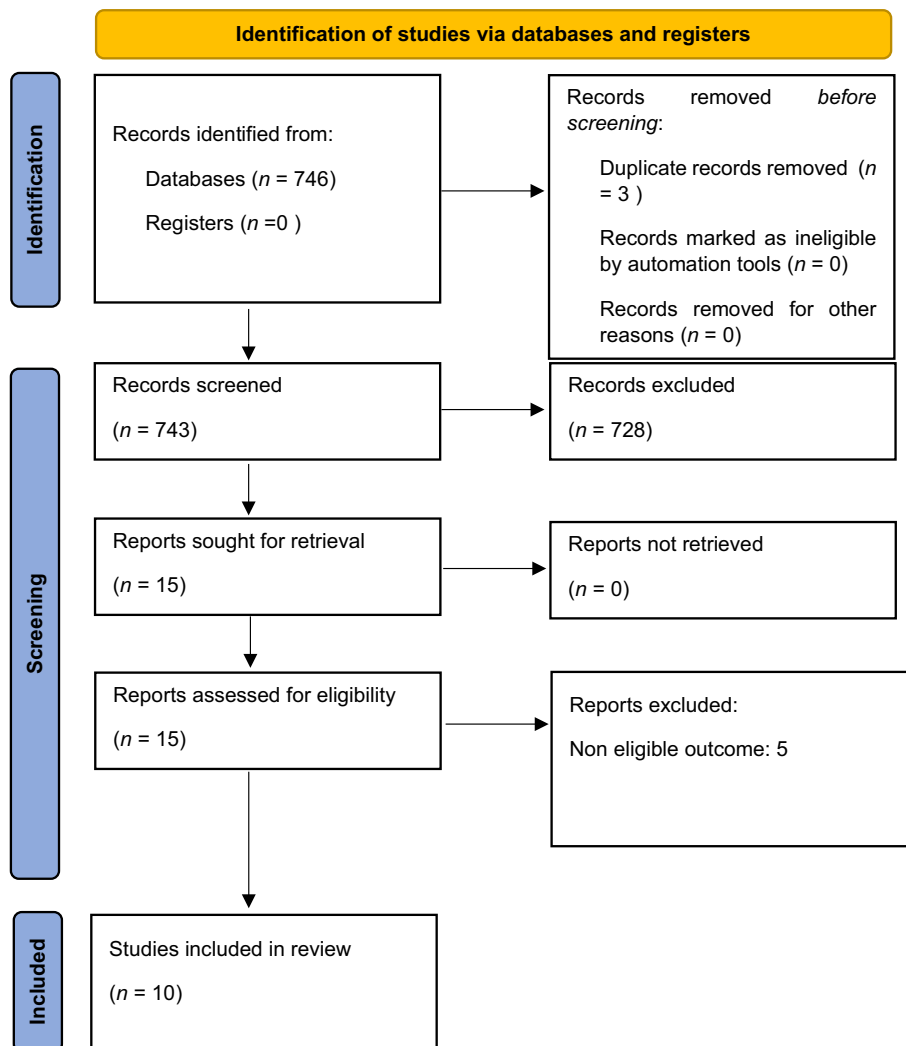 Identification of studies via databases and registers
Identification
Records identified from:
Databases (n = 746)
Registers (n =0 )
Records removed before
screening:
Duplicate records removed (n
= 3 )
Records marked as ineligible
by automation tools (n = 0)
Records removed for other
reasons (n = 0)
Screening
Records screened
(n = 743)
Records excluded
(n = 728)
Reports sought for retrieval
(n = 15)
Reports not retrieved
(n = 0)
Reports assessed for eligibility
(n = 15)
Reports excluded:
Non eligible outcome: 5
Included
Studies included in review
(n = 10)